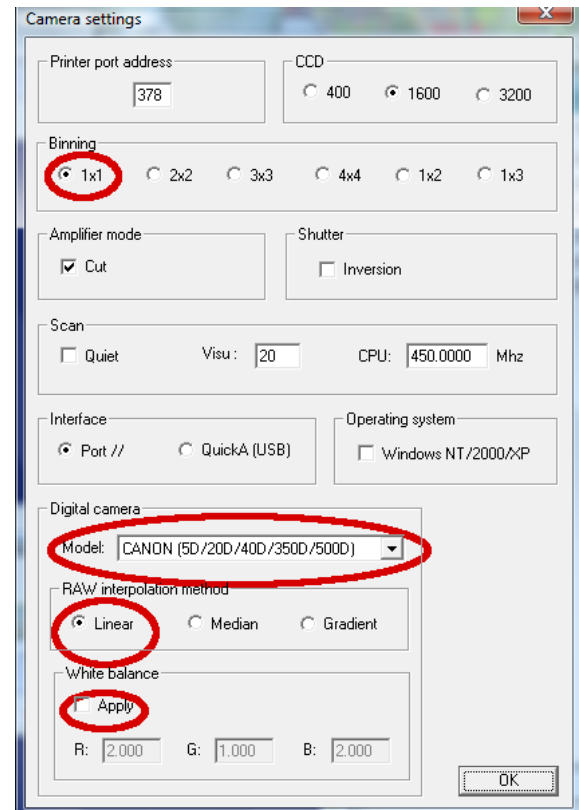 Camera settings
Printer port address
378
CCD
400 1600 3200
Binning
1x1 2x2 3x3 4x4 1x2 1x3
Amplifier mode
Cut
Shutter
Inversion
Scan
Quiet Visu : 20 CPU: 450.0000 Mhz
Interface
Port // QuickA (USB)
Operating system
Windows NT/2000/XP
Digital camera
Model: CANON (5D/20D/40D/350D/500D)
RAW interpolation method
Linear Median Gradient
White balance
Apply
R: 2.000 G: 1.000 B: 2.000
OK